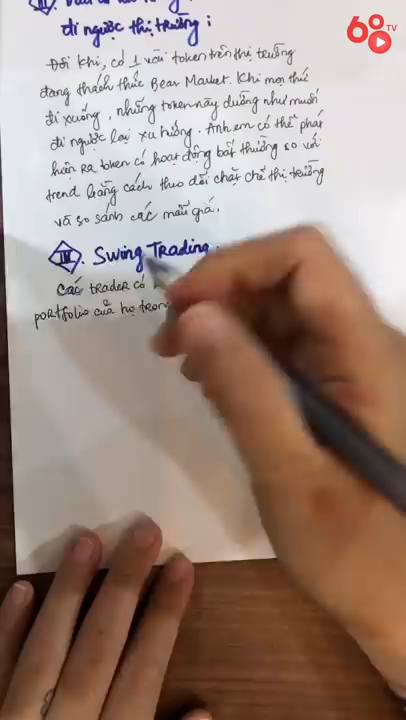 68
TV
III.
đi ngược thị trường :
Đôi khi, có 1 vài token trên thị trường
đang thách thức Bear Market. Khi mọi thứ
đi xuống, những token này dường như muốn
đi ngược lại xu hướng. Anh em có thể phát
hiện ra token có hoạt động bất thường so với
trend bằng cách theo dõi chặt chẽ thị trường
và so sánh các mẫu giá.
Swing Trading :
Các trader có
portfolio của họ trong